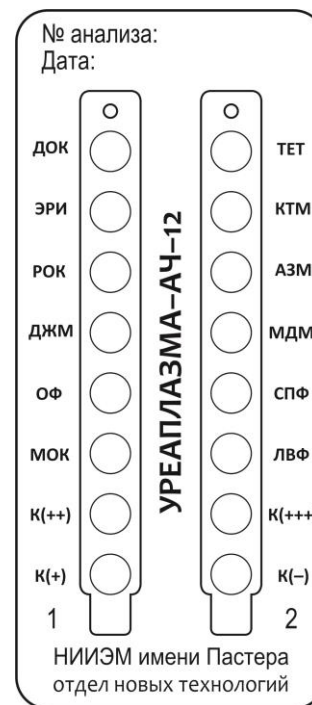 № анализа:
Дата:
ДОК
ЭРИ
РОК
ДЖМ
ОФ
МОК
К(++)
К(+)
1
УРЕАПЛАЗМА–АЧ–12
ТЕТ
КТМ
АЗМ
МДМ
СПФ
ЛВФ
К(+++
К(–)
2
НИИЭМ имени Пастера
отдел новых технологий